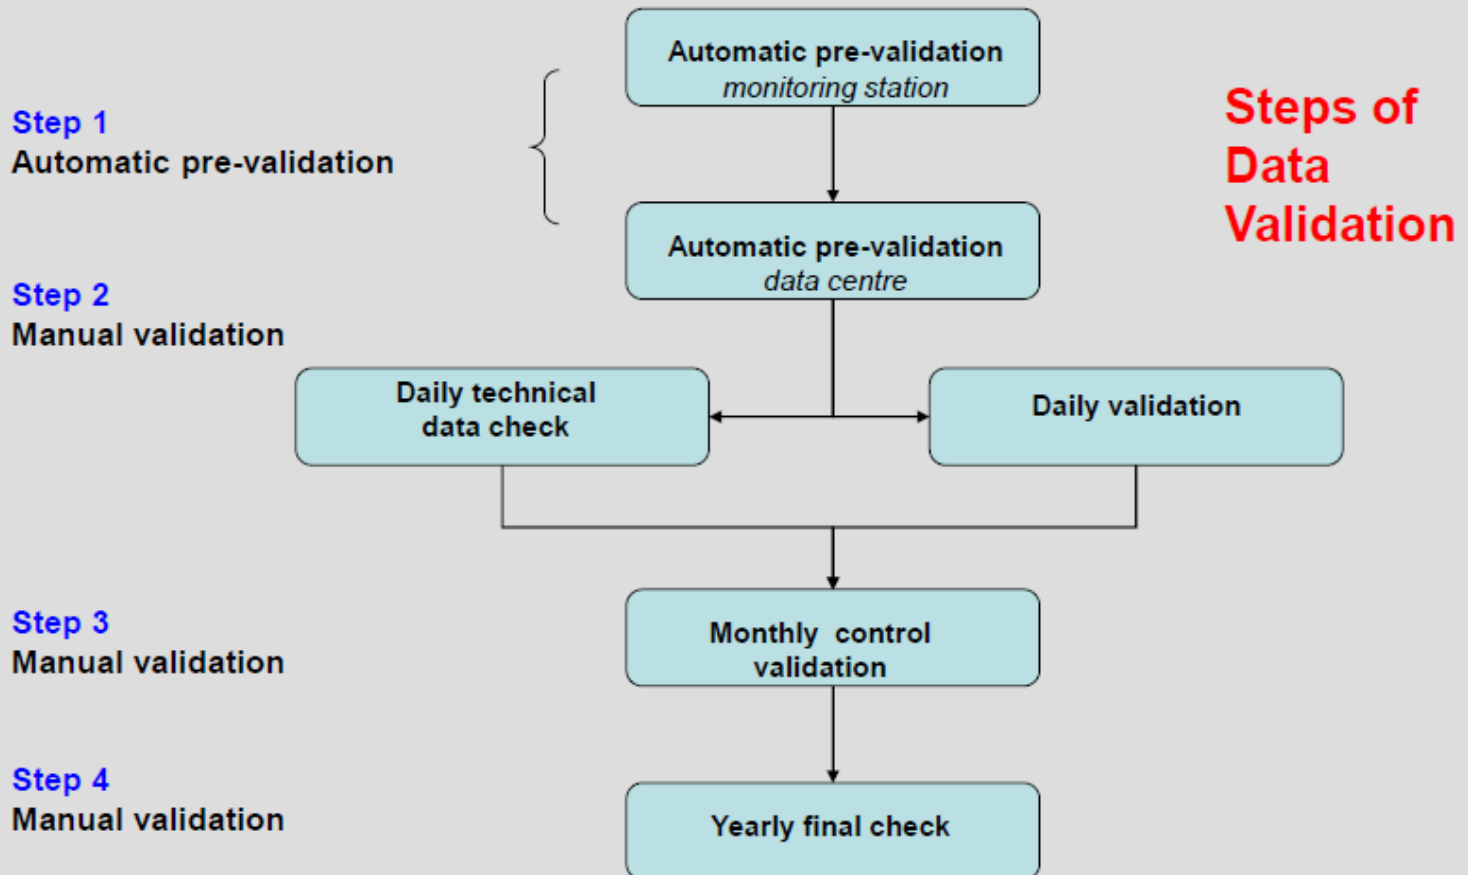 Automatic pre-validation
monitoring station
Steps of
Data
Validation
Step 1
Automatic pre-validation
Automatic pre-validation
data centre
Step 2
Manual validation
Daily technical
data check
Daily validation
Step 3
Manual validation
Monthly control
validation
Step 4
Manual validation
Yearly final check